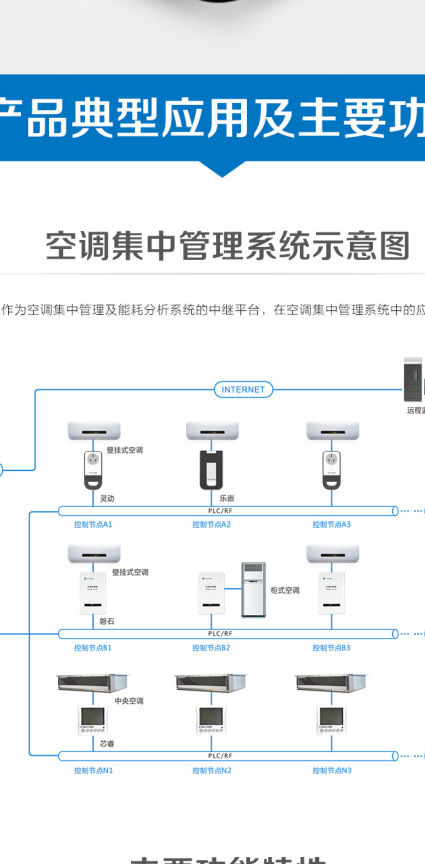 产品典型应用及主要功
空调集中管理系统示意图
作为空调集中管理及能耗分析系统的中继平台，在空调集中管理系统中的应
INTERNET
远程监
壁挂式空调
灵动
乐嵌
PLC/RF
控制节点A1
控制节点A2
控制节点A3
壁挂式空调
柜式空调
磐石
PLC/RF
控制节点B1
控制节点B2
控制节点B3
中央空调
芯睿
PLC/RF
控制节点N1
控制节点N2
控制节点N3
主要功能特性